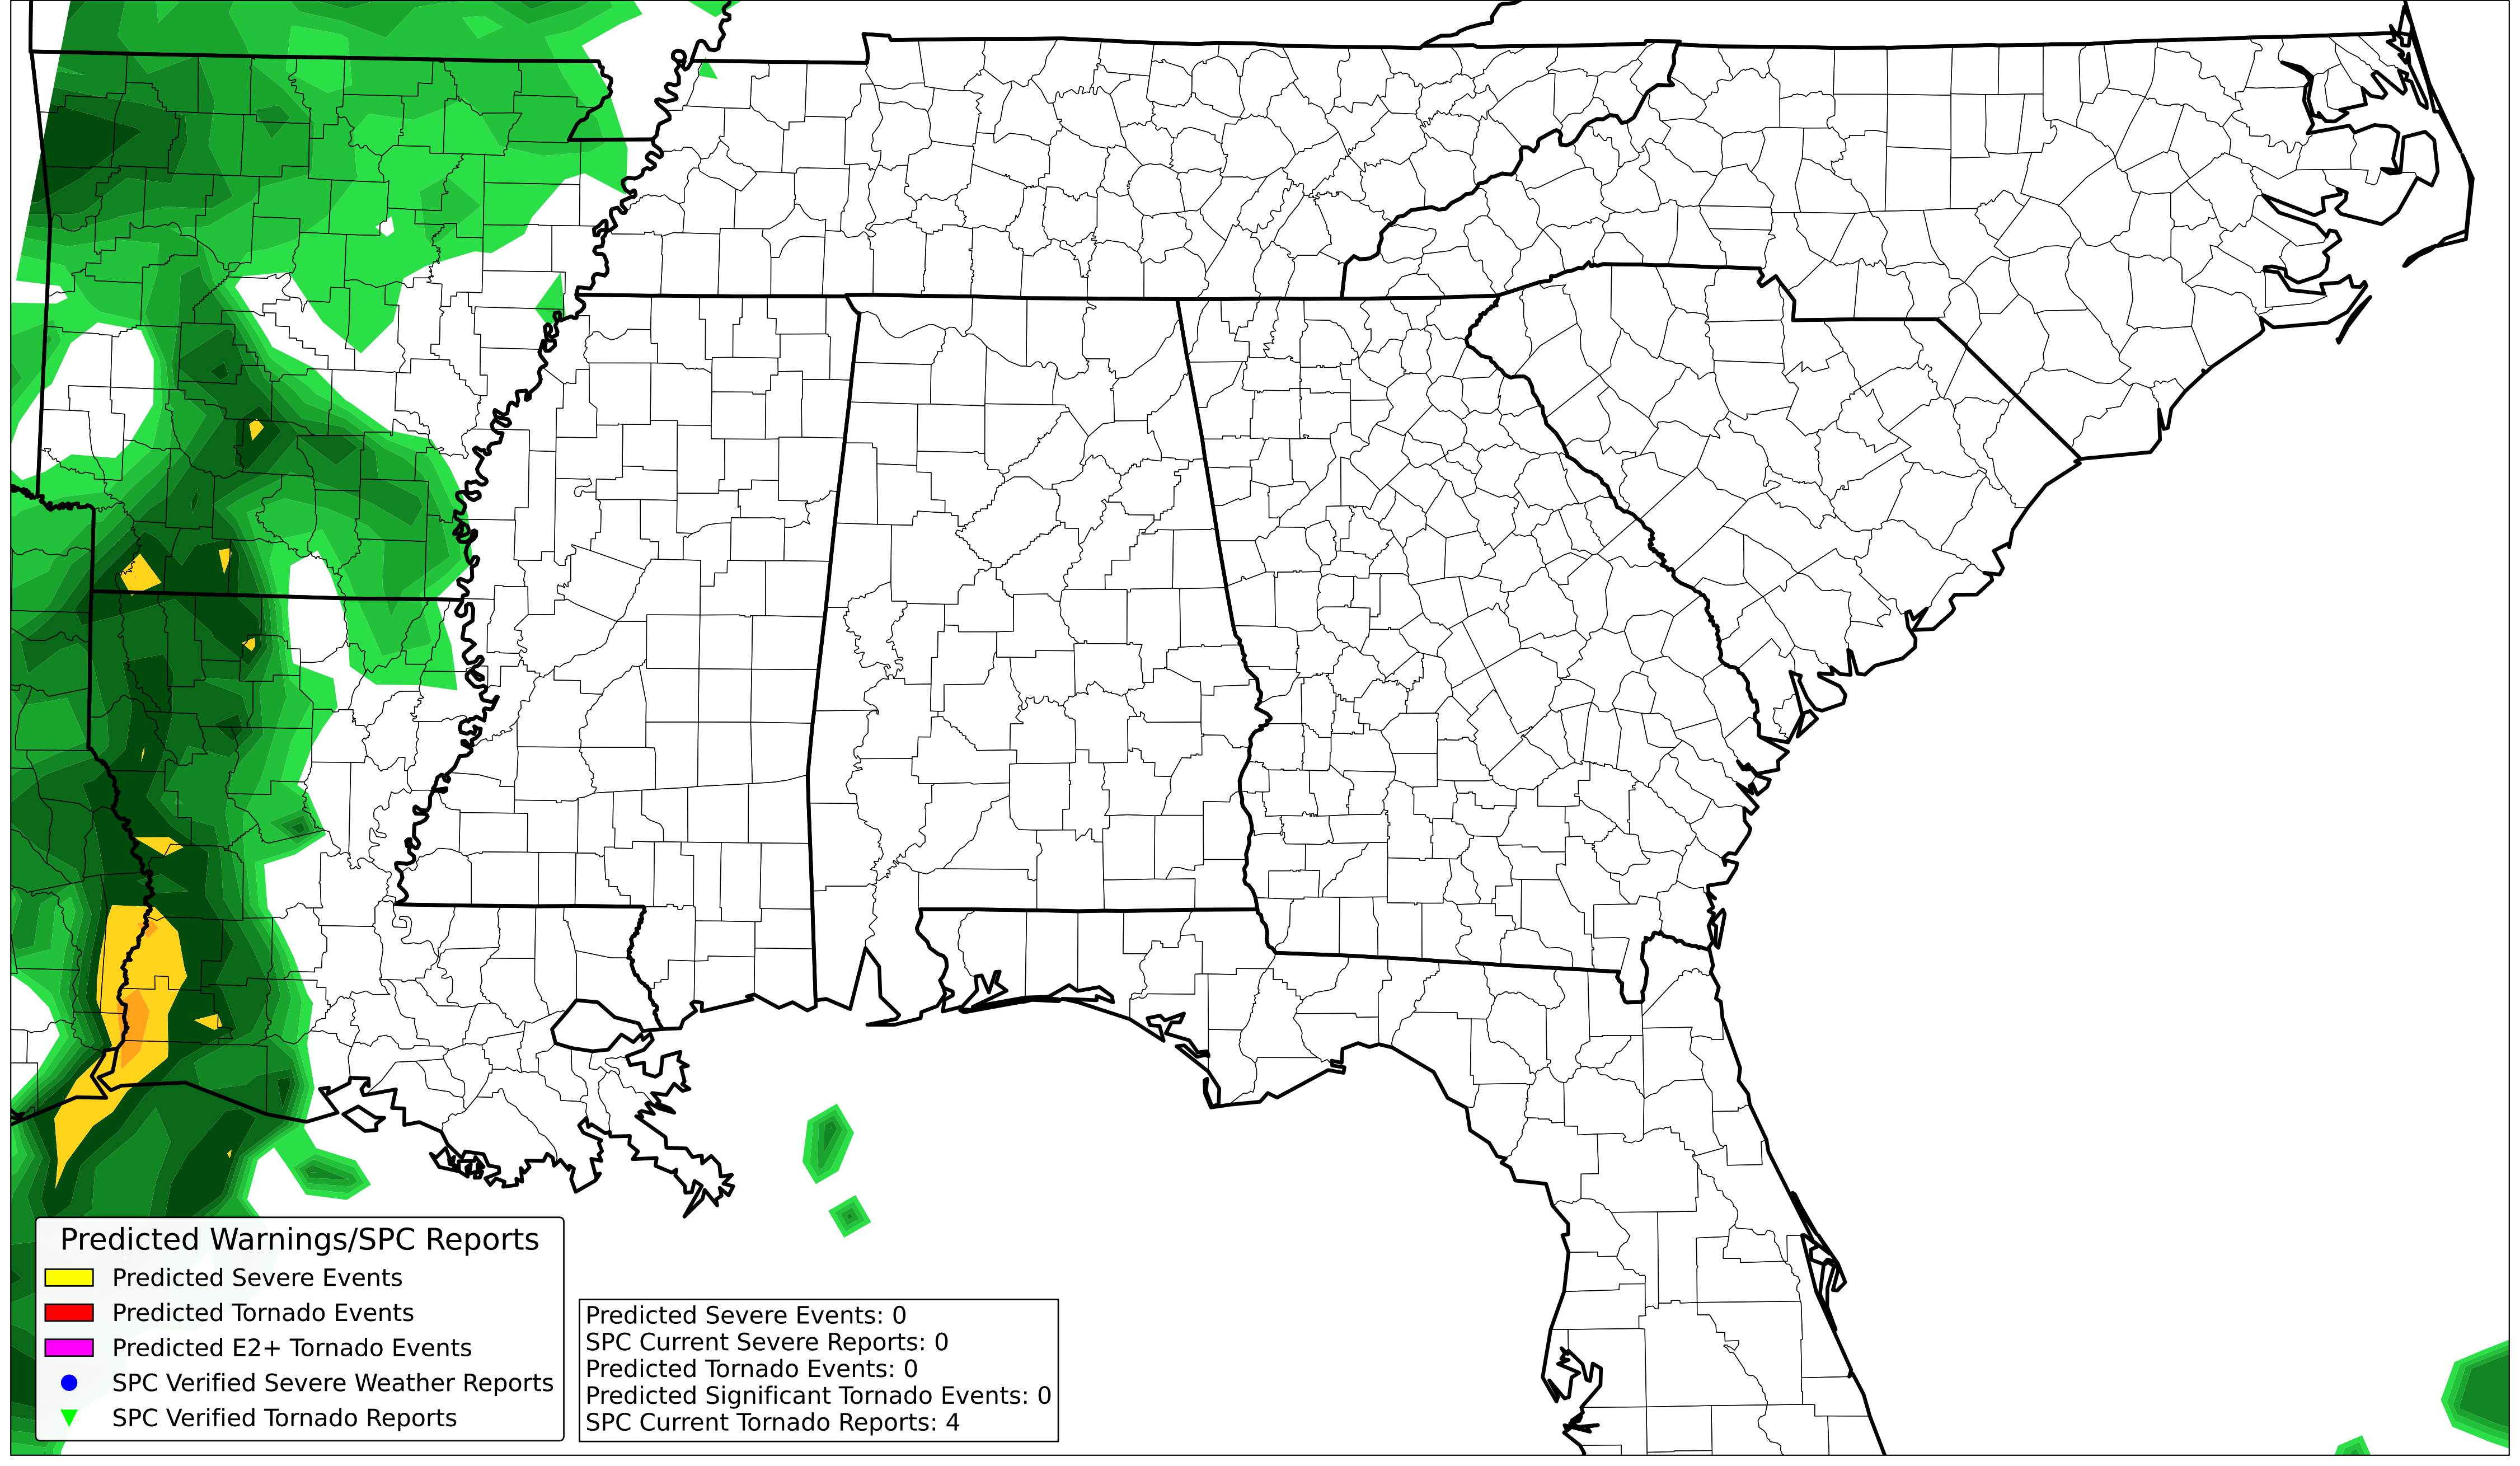 Predicted Warnings/SPC Reports
Predicted Severe Events
Predicted Tornado Events
Predicted E2+ Tornado Events
SPC Verified Severe Weather Reports
SPC Verified Tornado Reports
Predicted Severe Events: 0
SPC Current Severe Reports: 0
Predicted Tornado Events: 0
Predicted Significant Tornado Events: 0
SPC Current Tornado Reports: 4